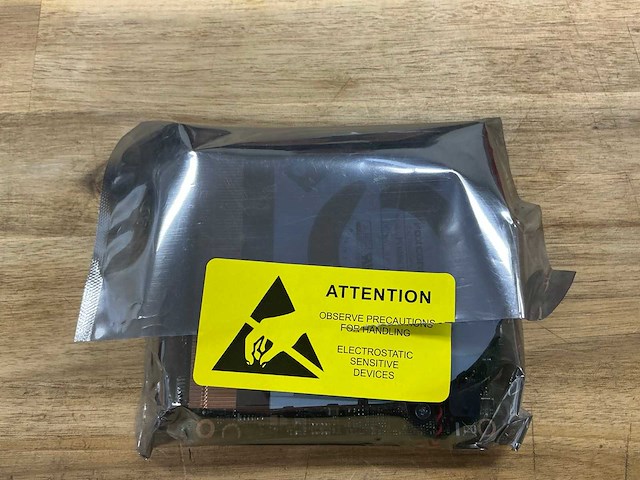 ATTENTION
OBSERVE PRECAUTIONS
FOR HANDLING
ELECTROSTATIC
SENSITIVE
DEVICES